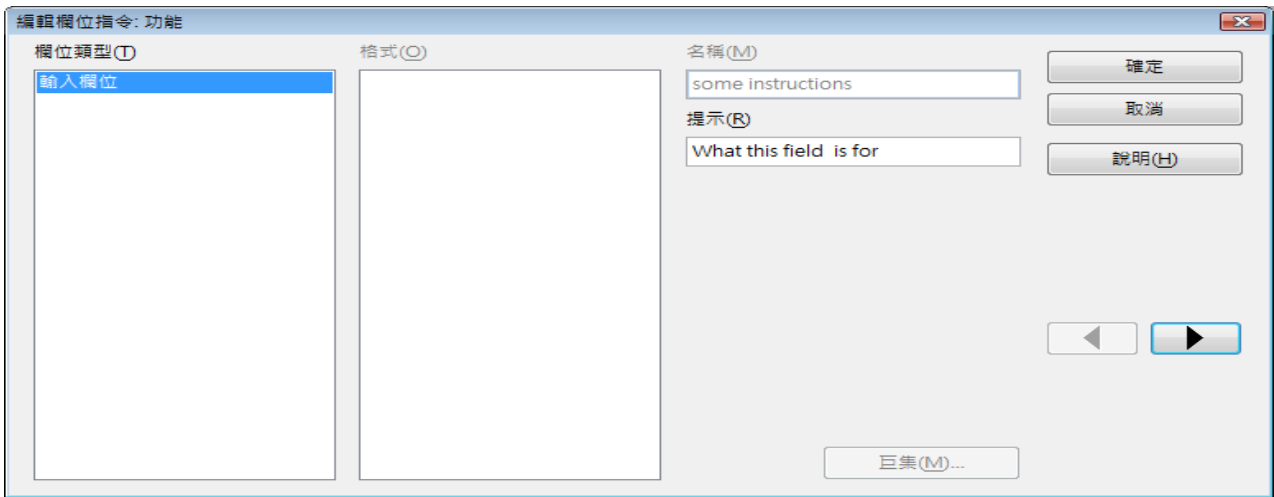 編輯欄位指令: 功能
欄位類型(T)
輸入欄位
格式(O)
名稱(M)
some instructions
提示(R)
What this field  is for
確定
取消
說明(H)
巨集(M)...